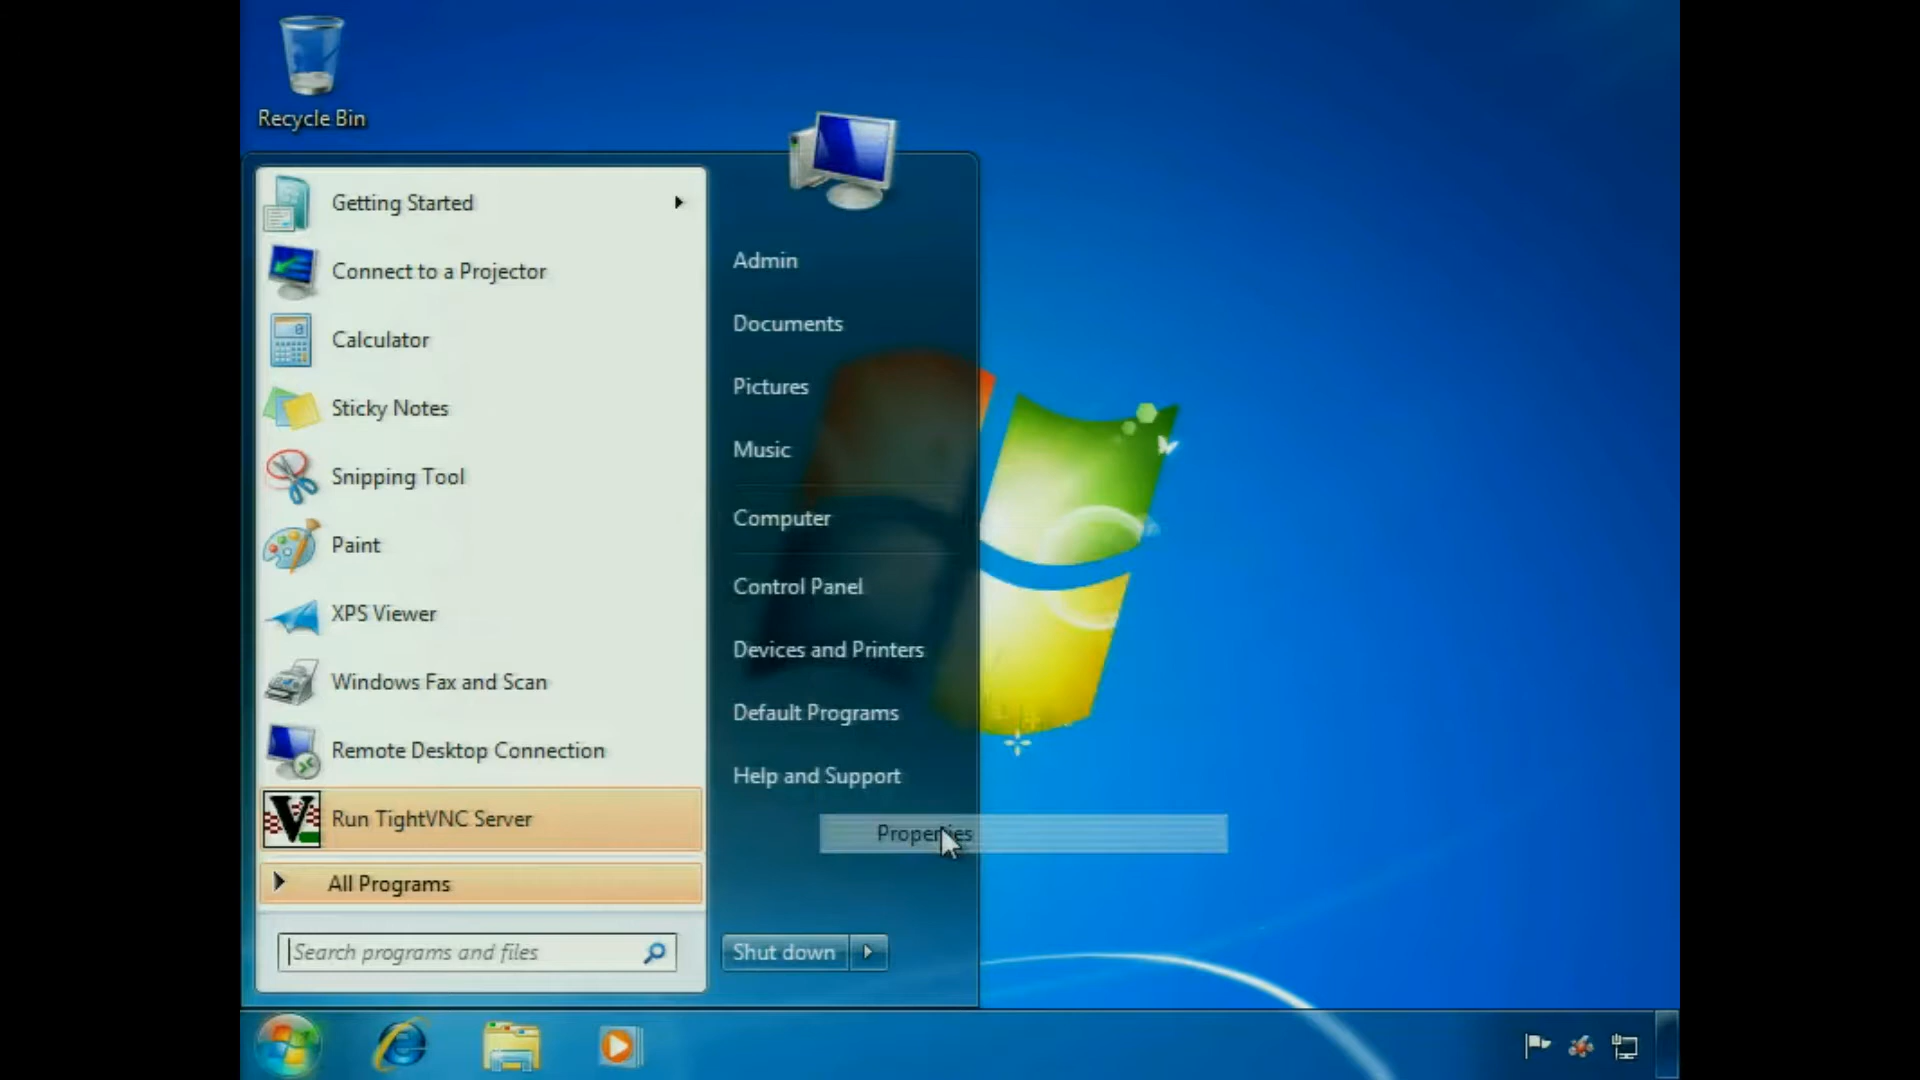 Recycle Bin
Getting Started
Connect to a Projector
Calculator
Sticky Notes
Snipping Tool
Paint
XPS Viewer
Windows Fax and Scan
Remote Desktop Connection
Run TightVNC Server
All Programs
Search programs and files
Admin
Documents
Pictures
Music
Computer
Control Panel
Devices and Printers
Default Programs
Help and Support
Properties
Shut down